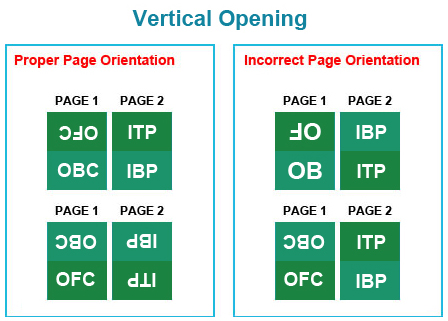 Vertical Opening
Proper Page Orientation
PAGE 1 PAGE 2
OFC ITP
OBC IBP
PAGE 1 PAGE 2
OBC IBP
OFC ITP
Incorrect Page Orientation
PAGE 1 PAGE 2
OF IBP
OB ITP
PAGE 1 PAGE 2
OBC ITP
OFC IBP